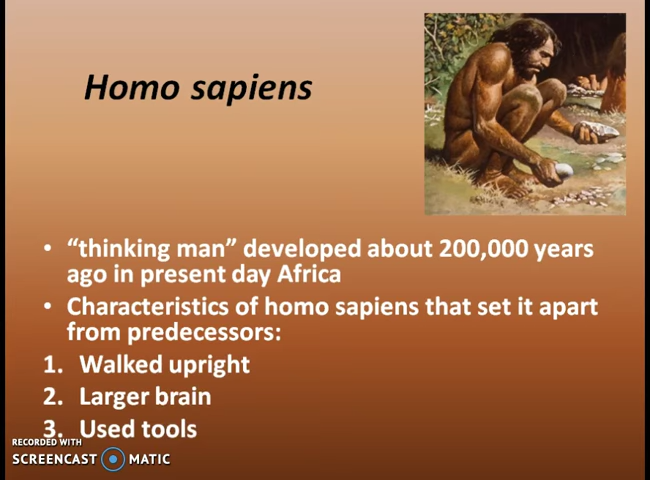 Homo sapiens
• “thinking man” developed about 200,000 years
ago in present day Africa
• Characteristics of homo sapiens that set it apart
from predecessors:
1. Walked upright
2. Larger brain
3. Used tools
RECORDED WITH
SCREENCAST MATIC